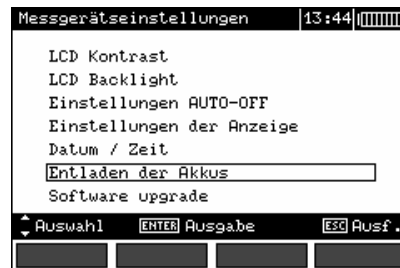 Messgerätseinstellungen 13:44
LCD Kontrast
LCD Backlight
Einstellungen AUTO-OFF
Einstellungen der Anzeige
Datum / Zeit
Entladen der Akkus
Software upgrade
Auswahl ENTER Ausgabe ESC Ausf.